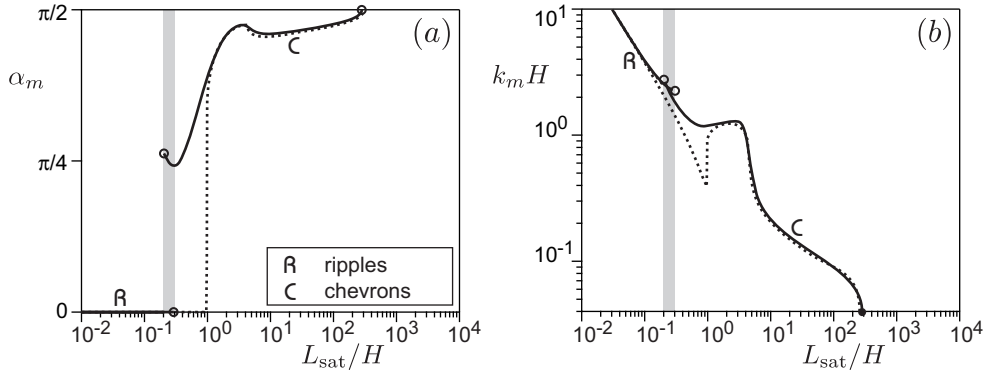 π/2
(a)
C
α_m
π/4
R
R ripples
C chevrons
0
10^-2 10^-1 10^0 10^1 10^2 10^3 10^4
L_sat/H
10^1
(b)
R
k_m H
10^0
C
10^-1
10^-2 10^-1 10^0 10^1 10^2 10^3 10^4
L_sat/H